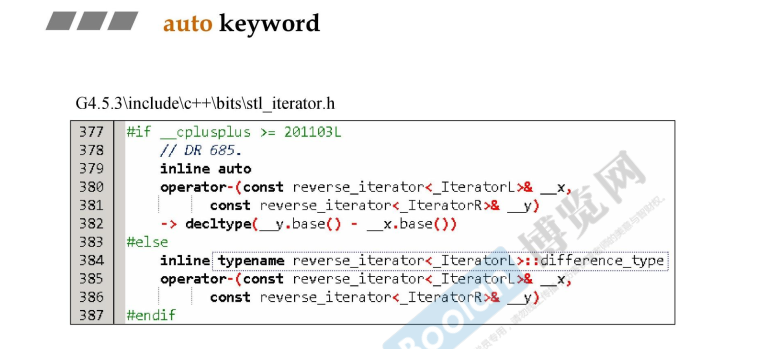 auto keyword
G4.5.3\include\c++\bits\stl_iterator.h
377 #if __cplusplus >= 201103L
378 // DR 685.
379 inline auto
380 operator-(const reverse_iterator<_IteratorL>& __x,
381 const reverse_iterator<_IteratorR>& __y)
382 -> decltype(__y.base() - __x.base())
383 #else
384 inline typename reverse_iterator<_IteratorL>::difference_type
385 operator-(const reverse_iterator<_IteratorL>& __x,
386 const reverse_iterator<_IteratorR>& __y)
387 #endif
Boolan 博览网